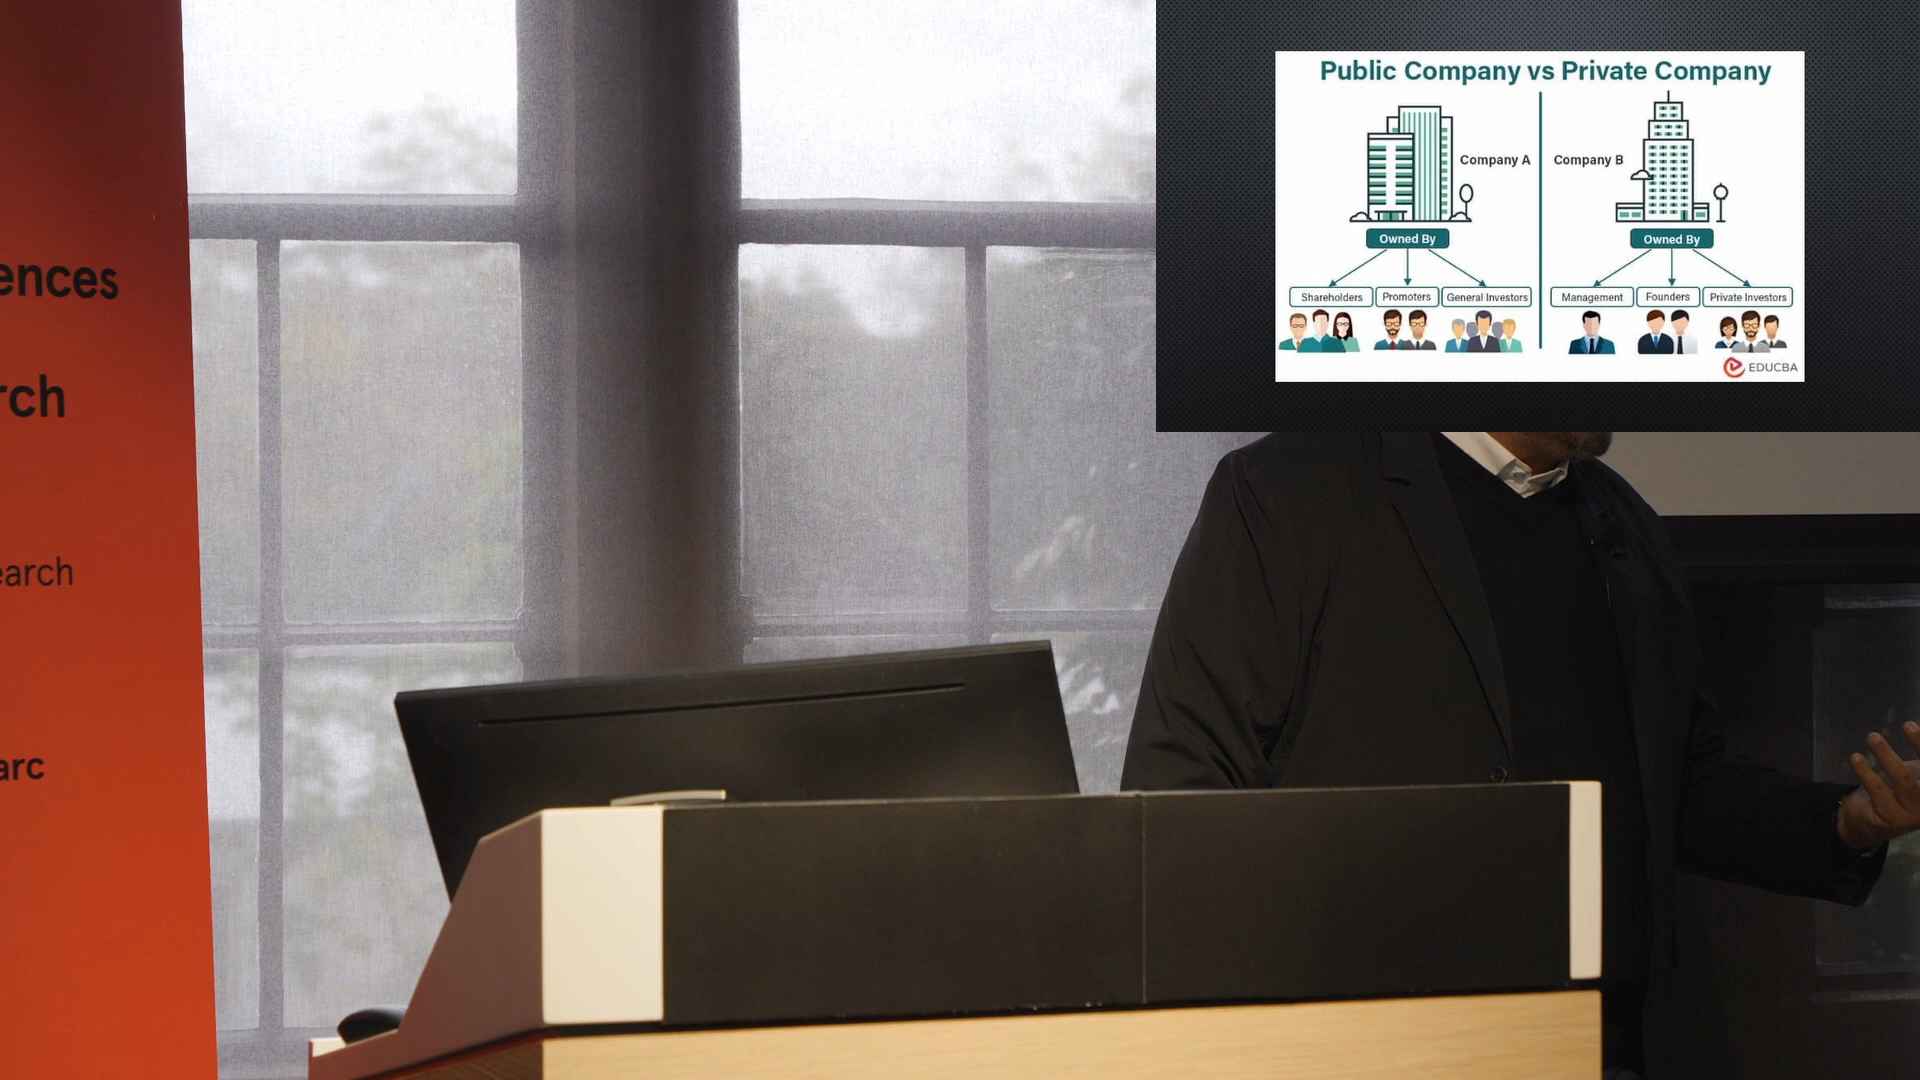 ences
rch
earch
arc
Public Company vs Private Company
Company A
Company B
Owned By
Owned By
Shareholders
Promoters
General Investors
Management
Founders
Private Investors
EDUCBA